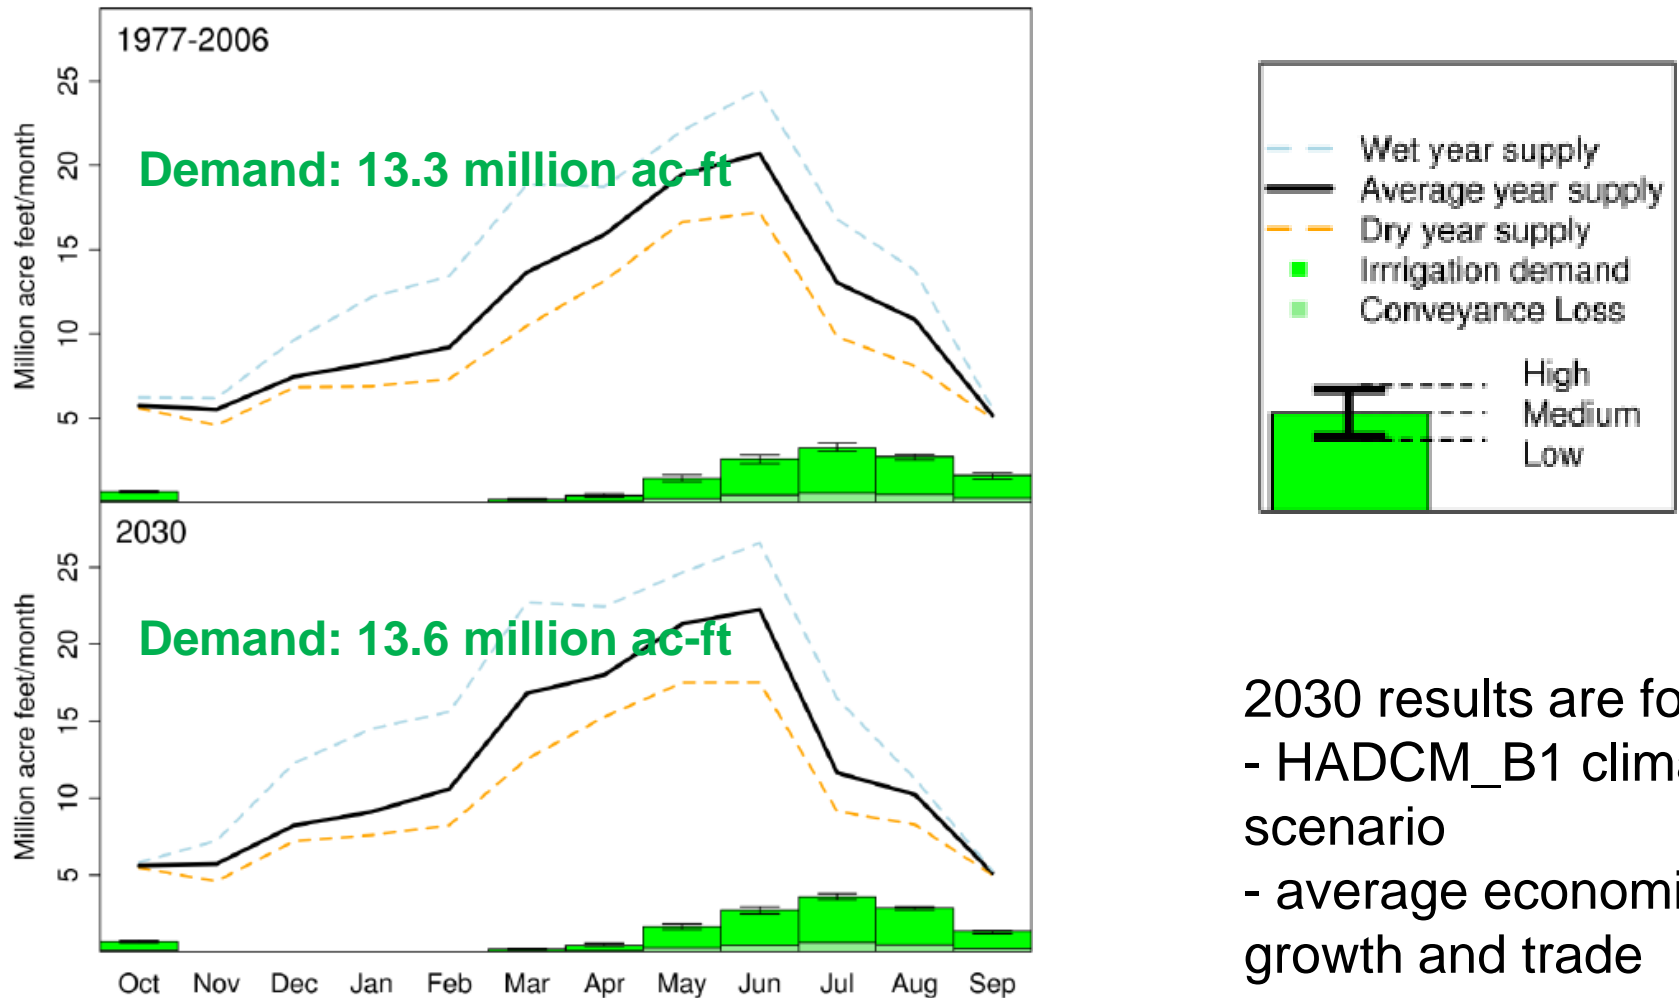 1977-2006
Demand: 13.3 million ac-ft
Million acre feet/month
25
20
15
10
5
2030
Demand: 13.6 million ac-ft
Million acre feet/month
25
20
15
10
5
Oct Nov Dec Jan Feb Mar Apr May Jun Jul Aug Sep
Wet year supply
Average year supply
Dry year supply
Irrrigation demand
Conveyance Loss
High
Medium
Low
2030 results are fo
- HADCM_B1 clima
scenario
- average economi
growth and trade